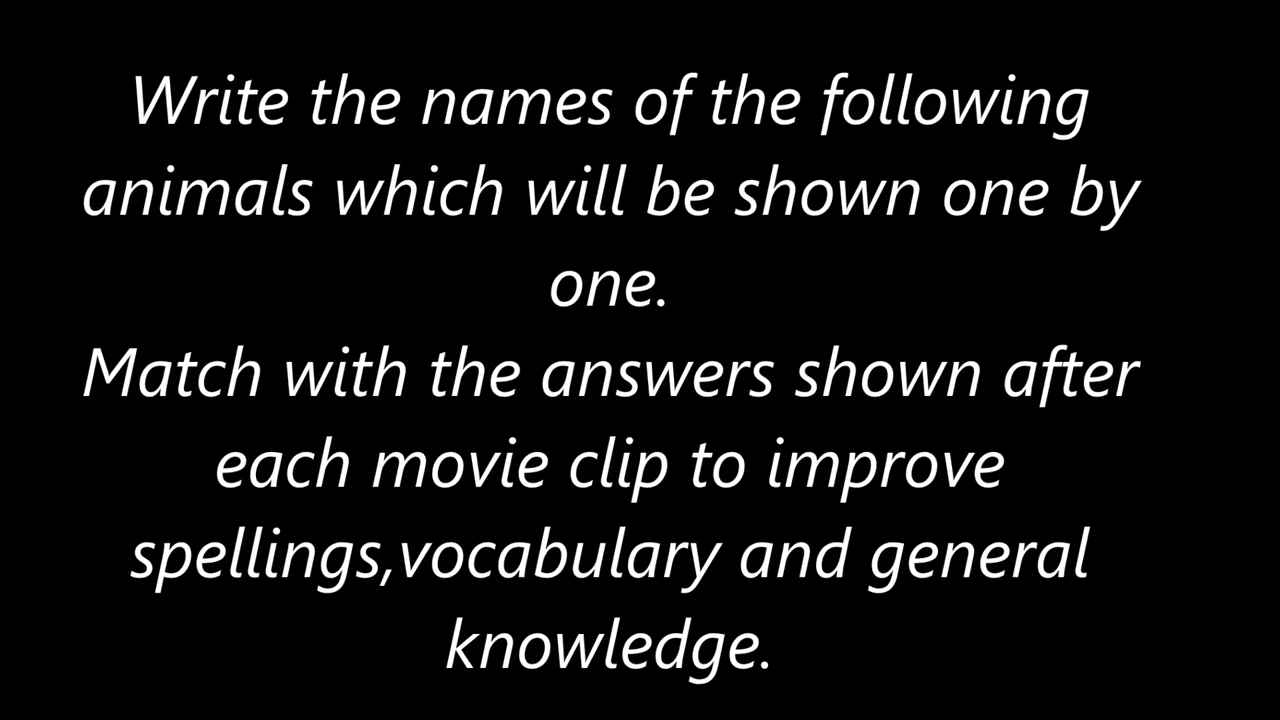 Write the names of the following
animals which will be shown one by
one.
Match with the answers shown after
each movie clip to improve
spellings,vocabulary and general
knowledge.